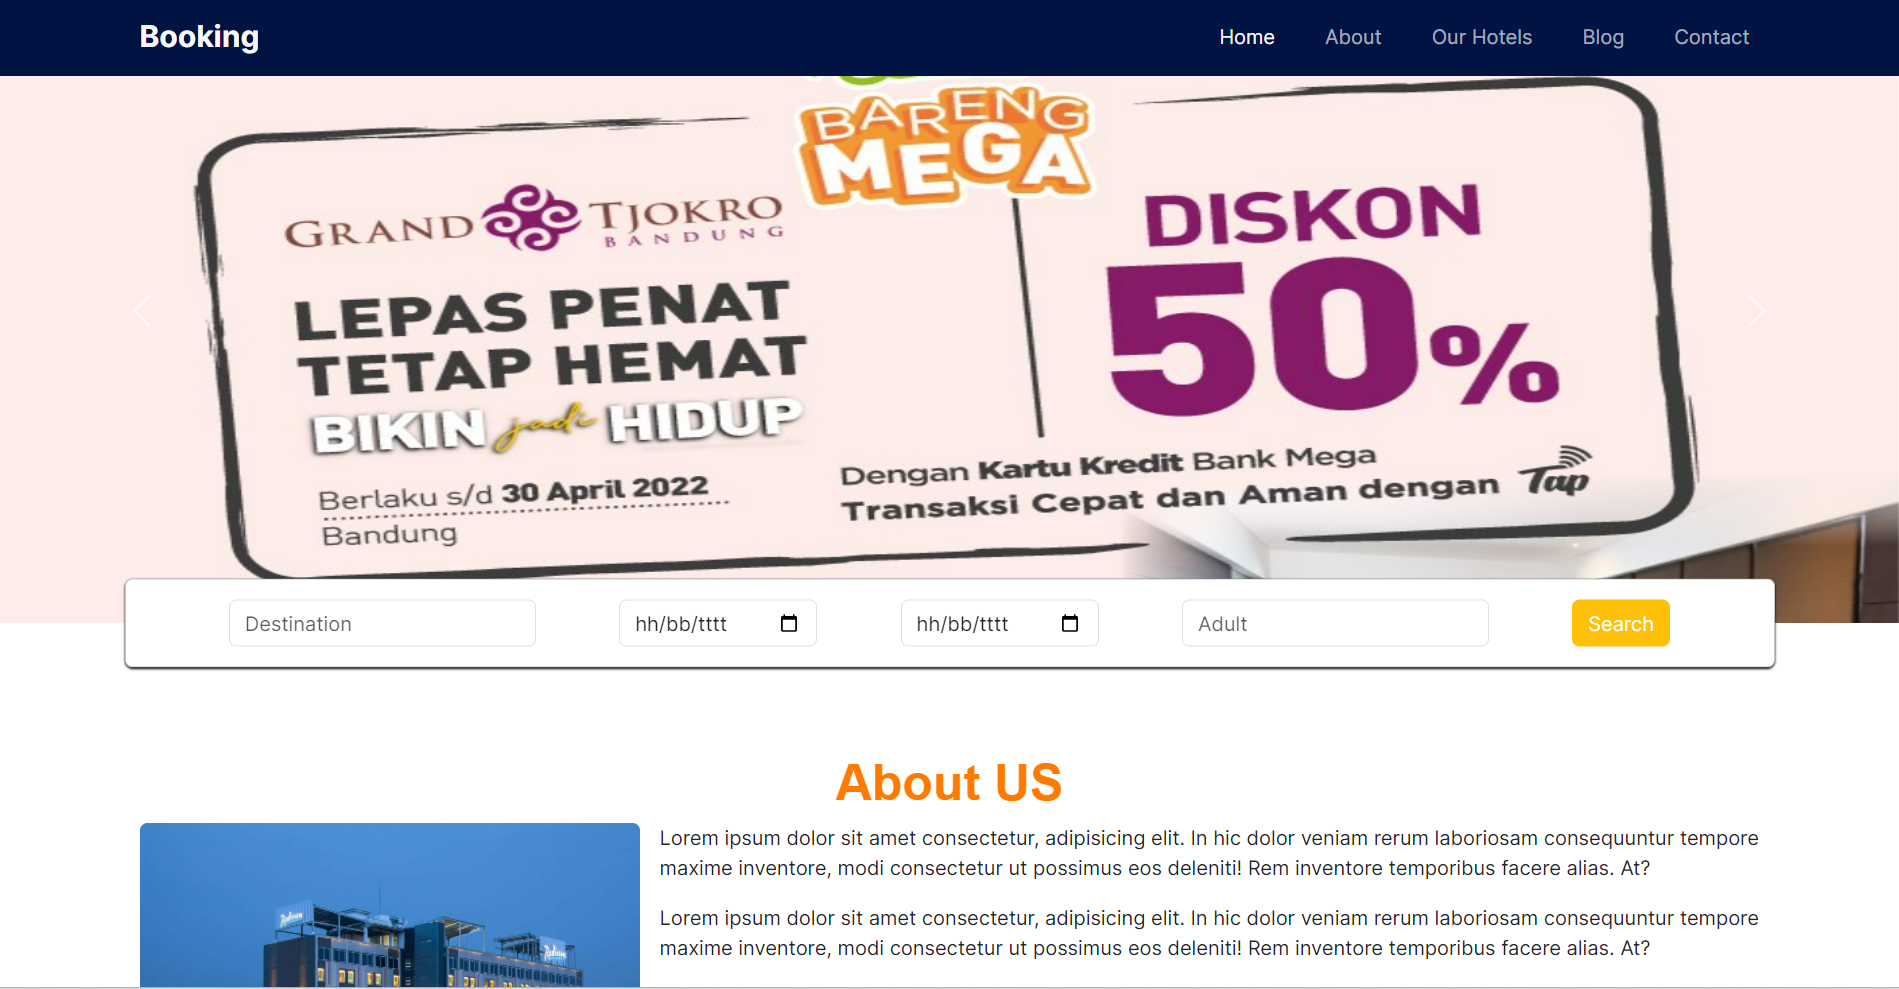 Booking
Home
About
Our Hotels
Blog
Contact
BARENG
MEGA
GRAND TJOKRO
BANDUNG
LEPAS PENAT
TETAP HEMAT
BIKIN jadi HIDUP
Berlaku s/d 30 April 2022
Bandung
DISKON
50%
Dengan Kartu Kredit Bank Mega
Transaksi Cepat dan Aman dengan Tap
Destination
hh/bb/tttt
hh/bb/tttt
Adult
Search
About US
Lorem ipsum dolor sit amet consectetur, adipisicing elit. In hic dolor veniam rerum laboriosam consequuntur tempore
maxime inventore, modi consectetur ut possimus eos deleniti! Rem inventore temporibus facere alias. At?
Lorem ipsum dolor sit amet consectetur, adipisicing elit. In hic dolor veniam rerum laboriosam consequuntur tempore
maxime inventore, modi consectetur ut possimus eos deleniti! Rem inventore temporibus facere alias. At?